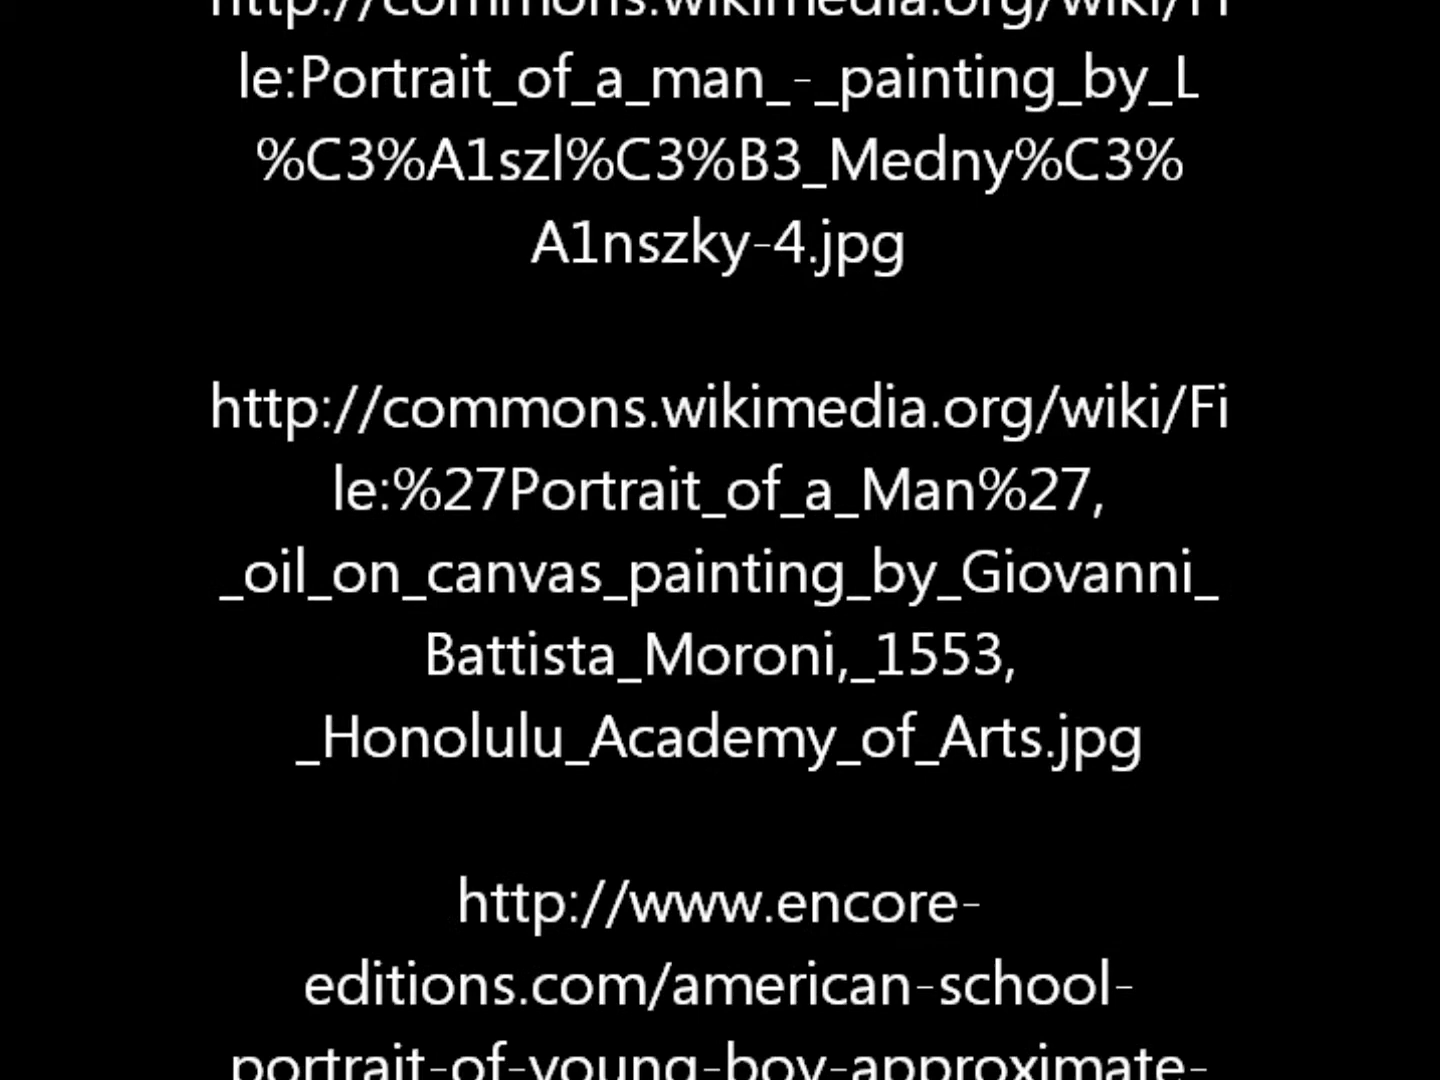 http://commons.wikimedia.org/wiki/Fi
le:Portrait_of_a_man_-_painting_by_L
%C3%A1szl%C3%B3_Medny%C3%
A1nszky-4.jpg
http://commons.wikimedia.org/wiki/Fi
le:%27Portrait_of_a_Man%27,
_oil_on_canvas_painting_by_Giovanni_
Battista_Moroni,_1553,
_Honolulu_Academy_of_Arts.jpg
http://www.encore-
editions.com/american-school-
portrait-of-young-boy-approximate-